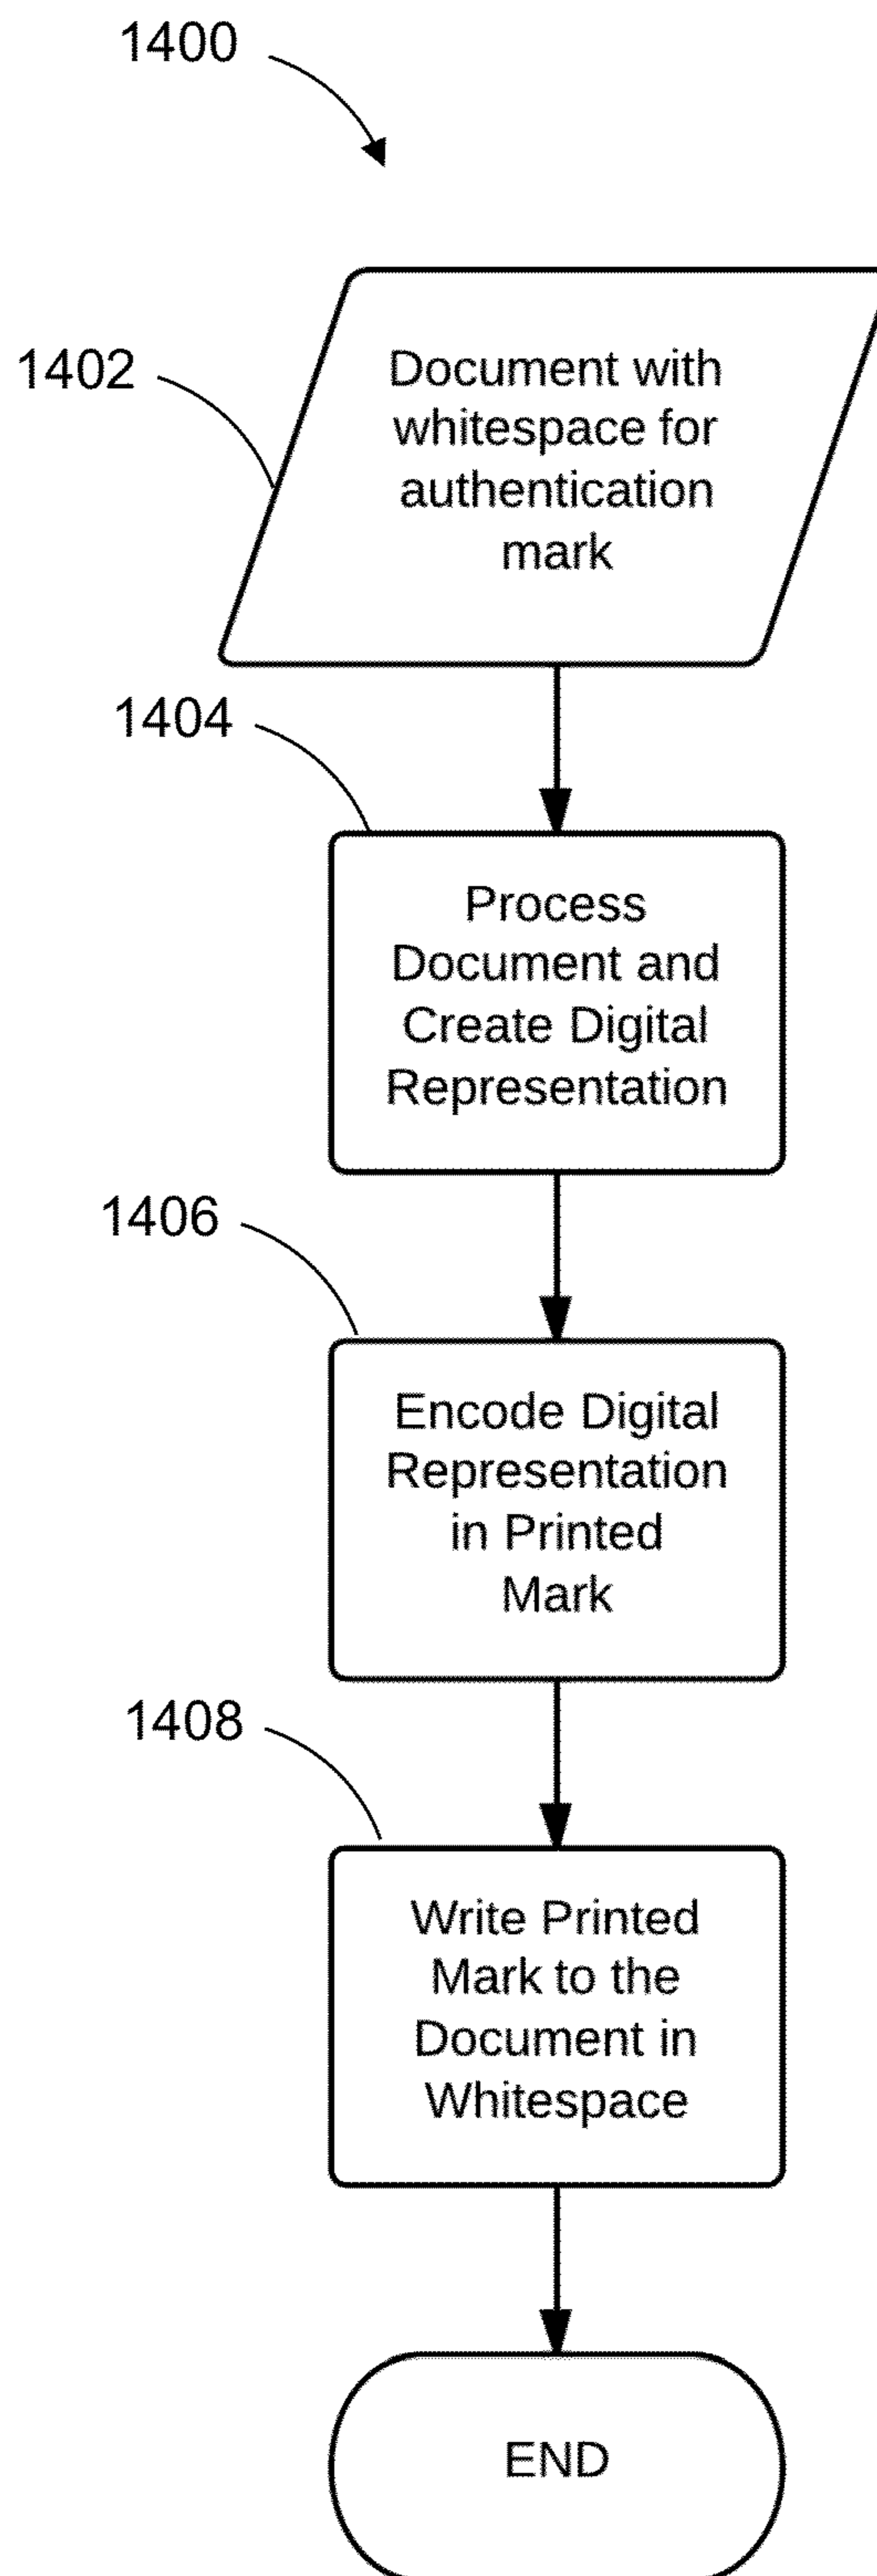 1400
1402
Document with
whitespace for
authentication
mark
1404
Process
Document and
Create Digital
Representation
1406
Encode Digital
Representation
in Printed
Mark
1408
Write Printed
Mark to the
Document in
Whitespace
END